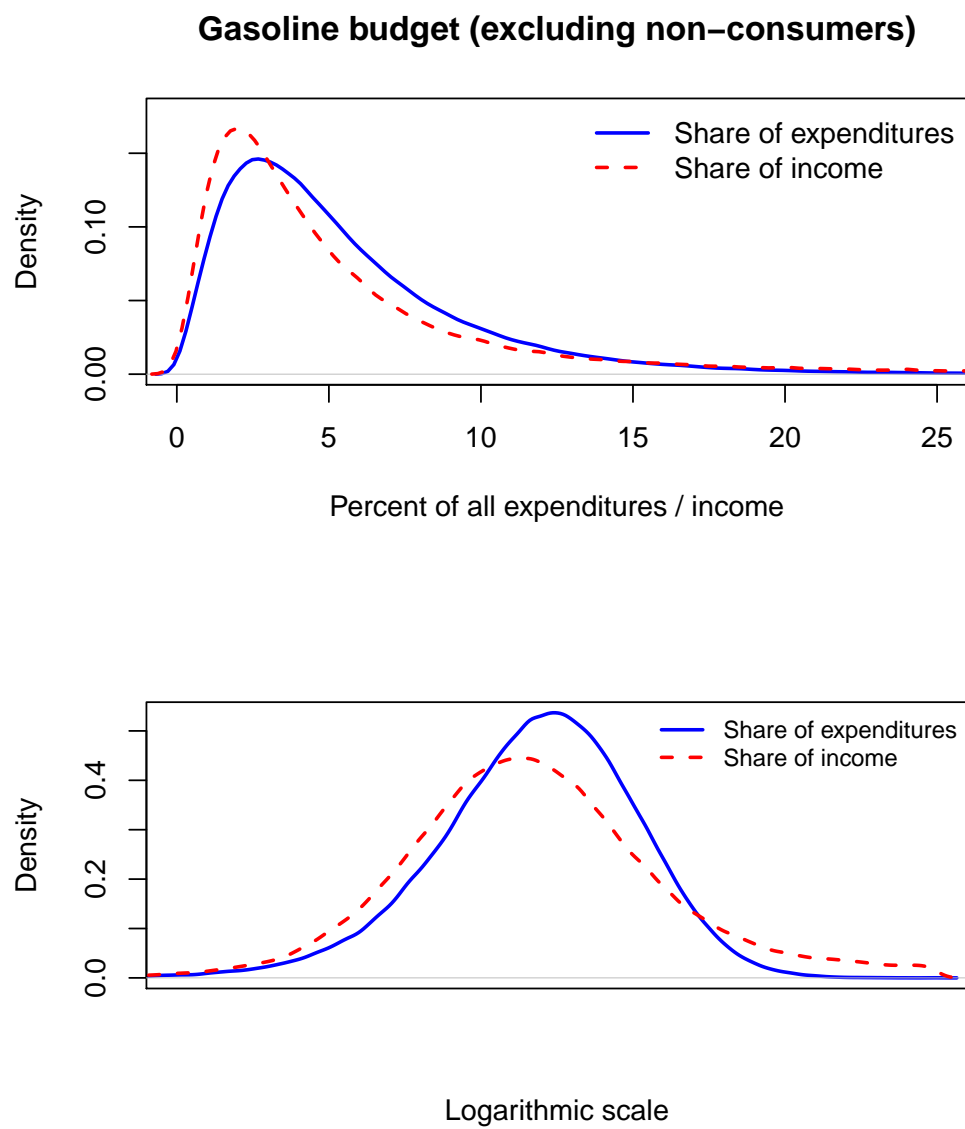 Gasoline budget (excluding non−consumers)
Share of expenditures
Share of income
Density
0.00
0.10
0 5 10 15 20 25
Percent of all expenditures / income
Share of expenditures
Share of income
Density
0.0
0.2
0.4
Logarithmic scale